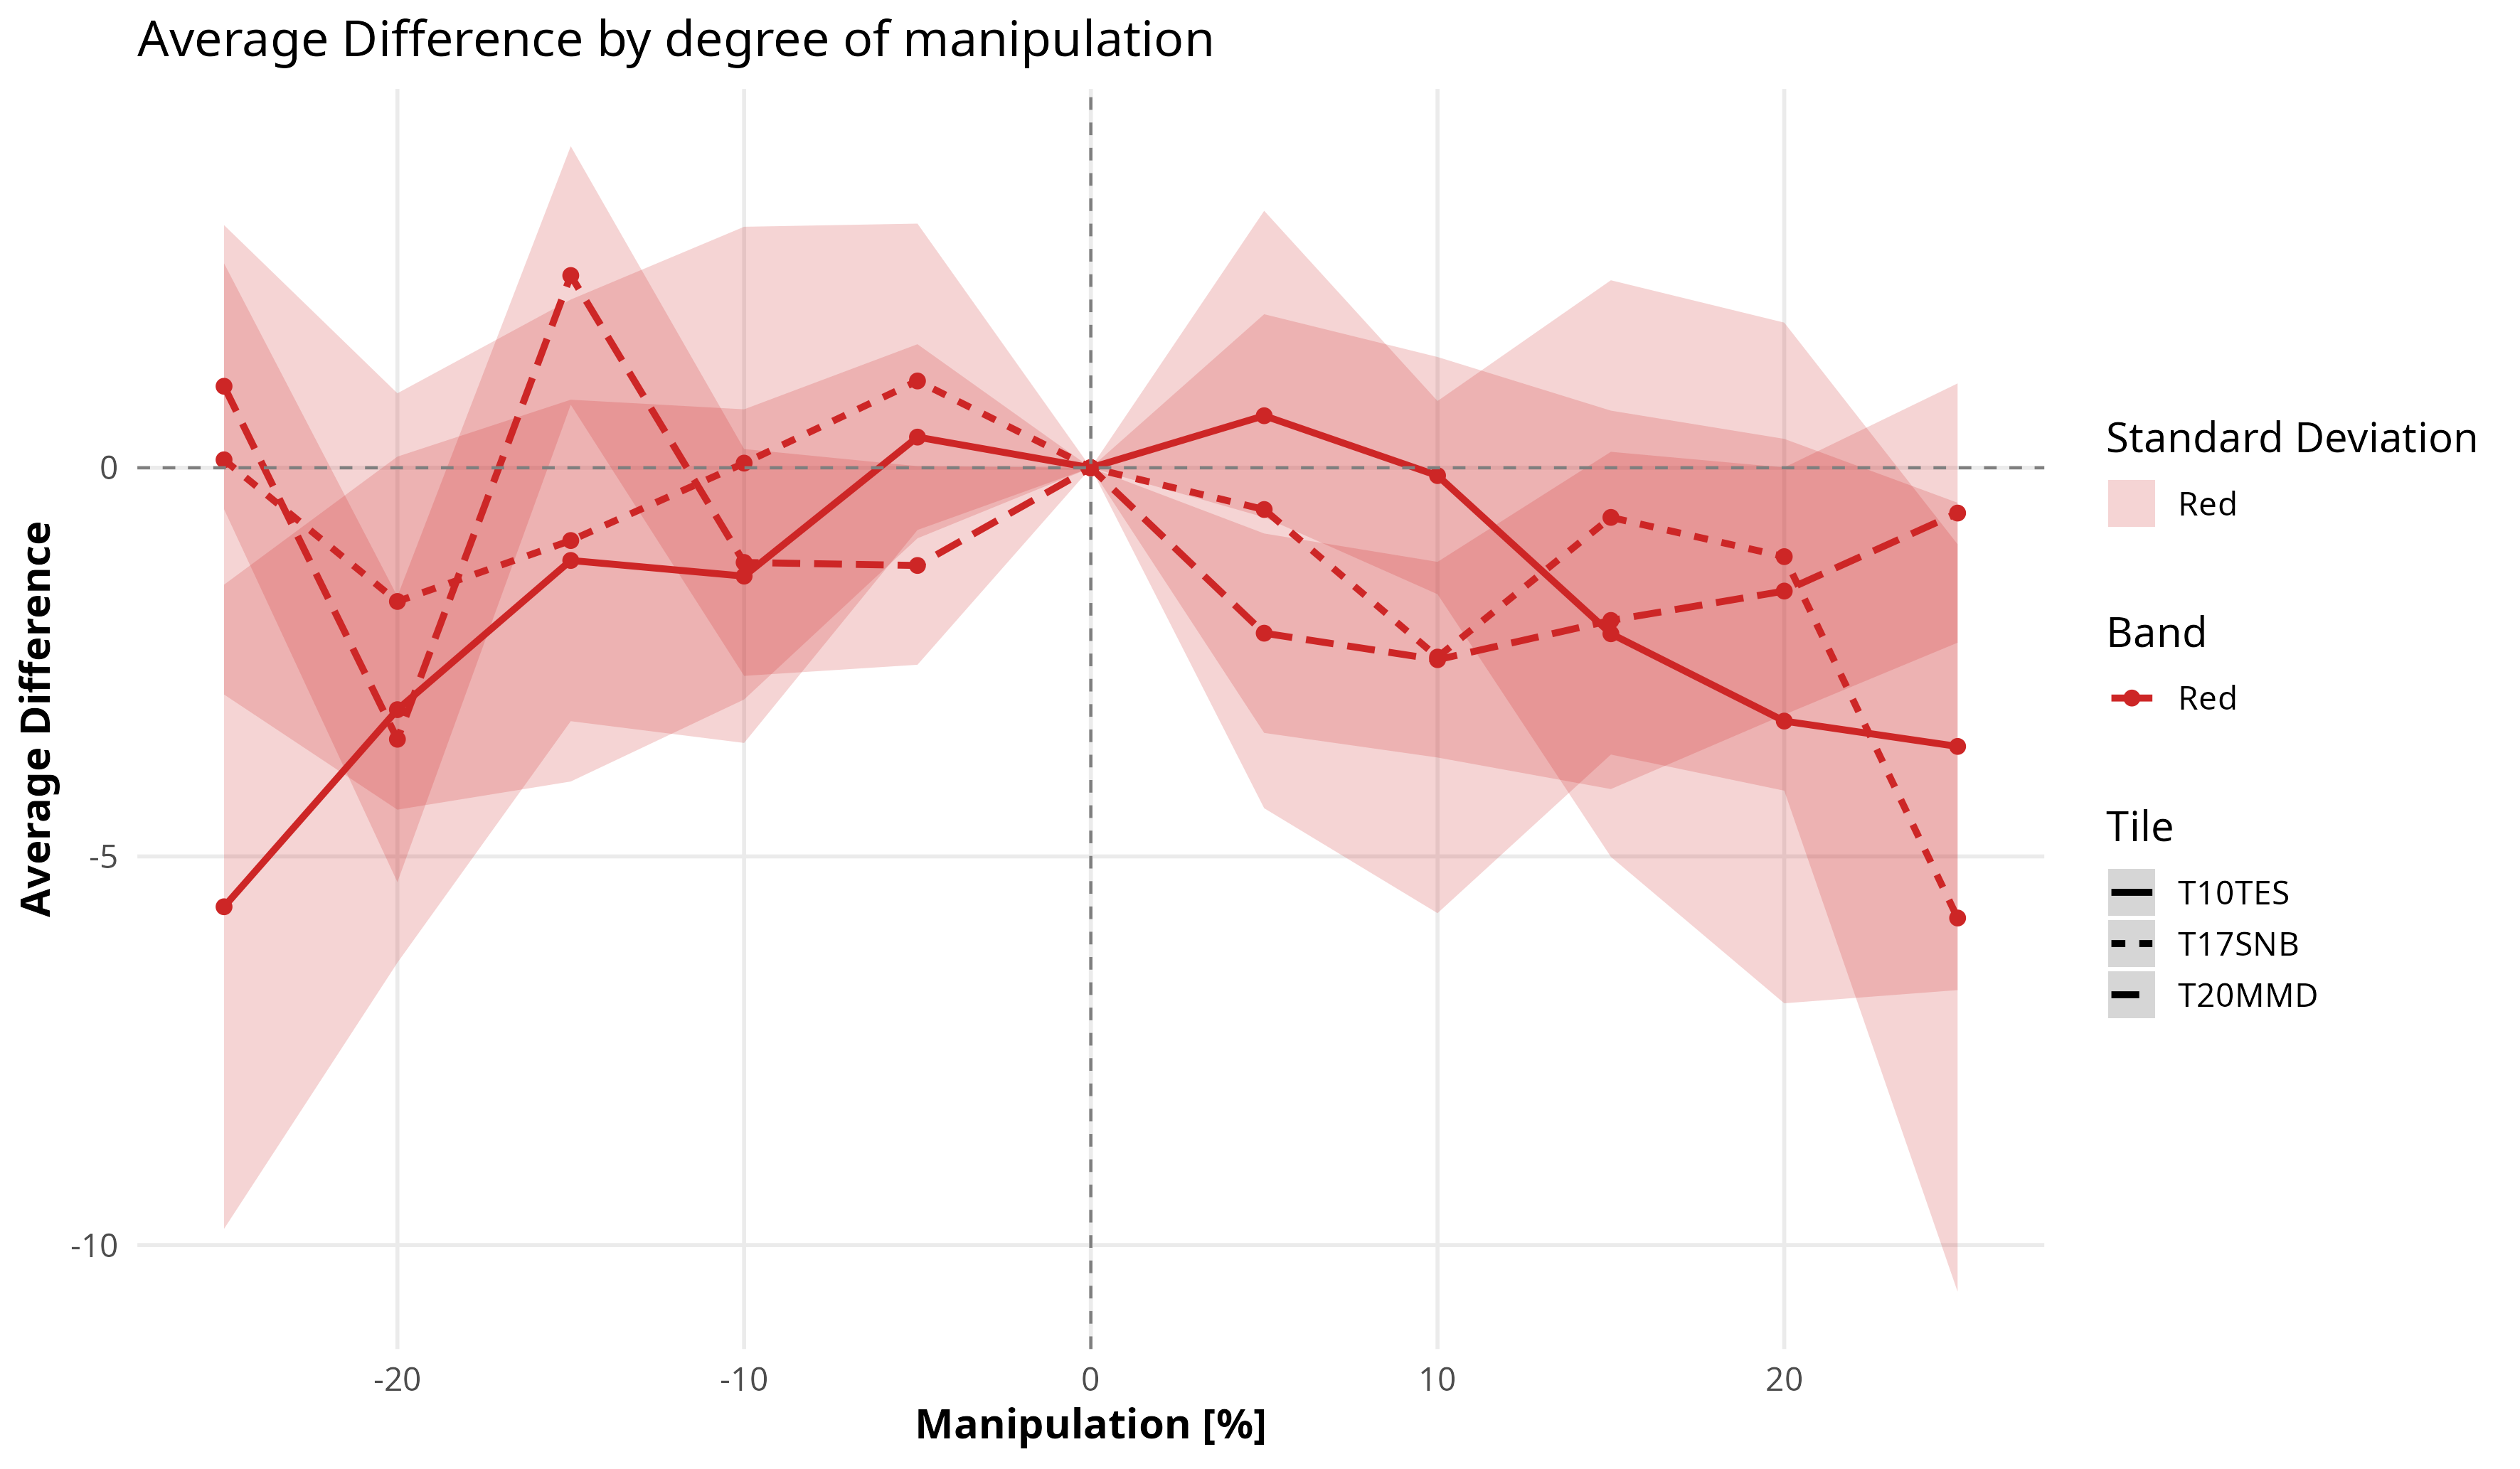 Average Difference by degree of manipulation
Average Difference
0
-5
-10
-20
-10
0
10
20
Manipulation [%]
Standard Deviation
Red
Band
Red
Tile
T10TES
T17SNB
T20MMD